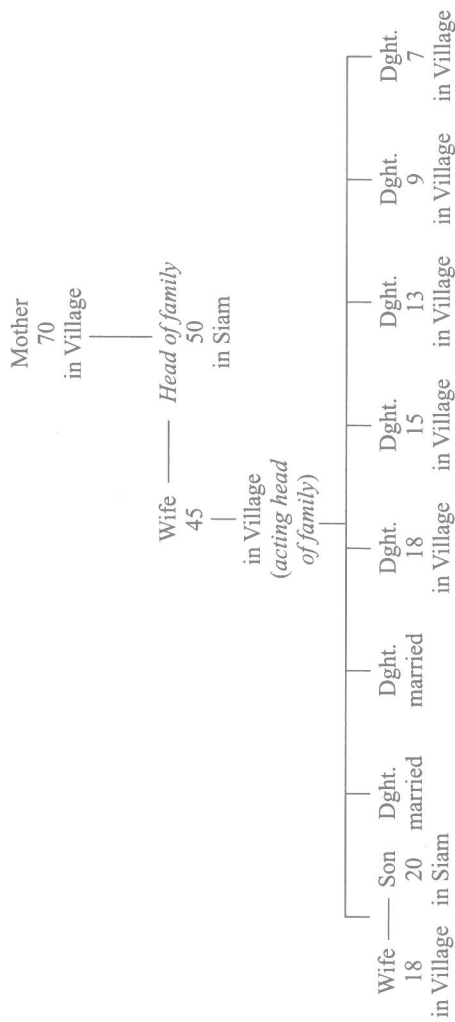 Mother
70
in Village
Wife
45
in Village
(acting head
of family)
Head of family
50
in Siam
Wife
18
in Village
Son
20
in Siam
Dght.
married
Dght.
married
Dght.
18
in Village
Dght.
15
in Village
Dght.
13
in Village
Dght.
9
in Village
Dght.
7
in Village